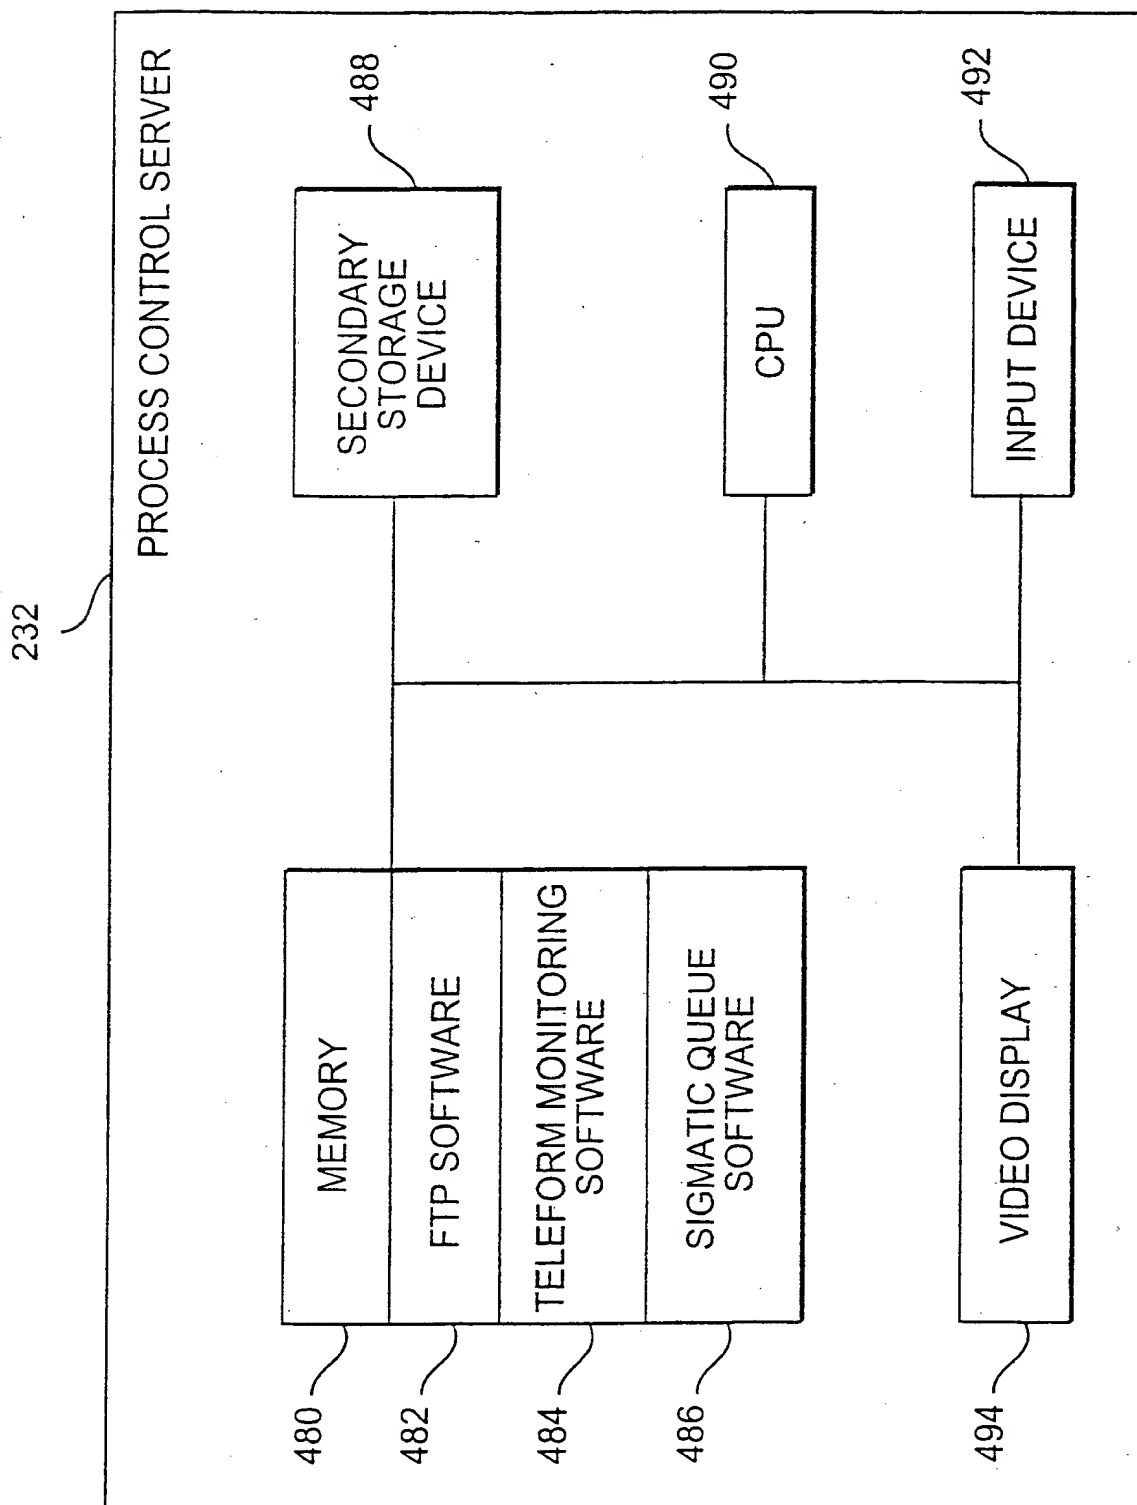 232
PROCESS CONTROL SERVER
480
MEMORY
482
FTP SOFTWARE
484
TELEFORM MONITORING
SOFTWARE
486
SIGMATIC QUEUE
SOFTWARE
494
VIDEO DISPLAY
SECONDARY
STORAGE
DEVICE
488
CPU
490
INPUT DEVICE
492